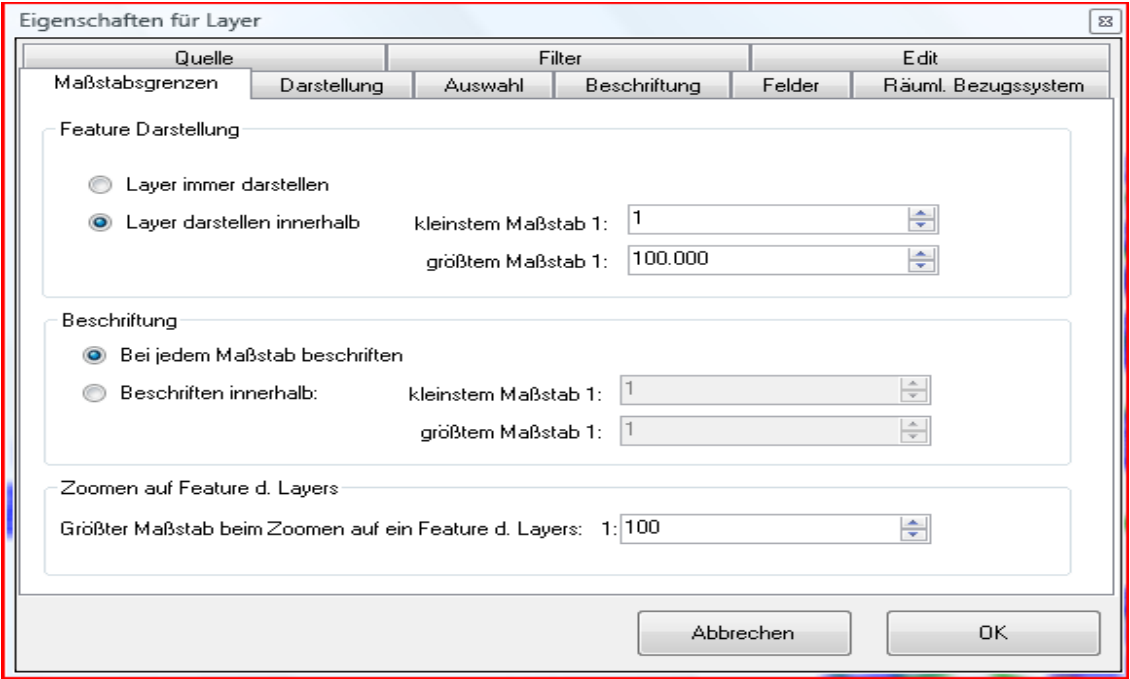 Eigenschaften für Layer
Quelle Filter Edit
Maßstabsgrenzen Darstellung Auswahl Beschriftung Felder Räuml. Bezugssystem
Feature Darstellung
Layer immer darstellen
Layer darstellen innerhalb kleinstem Maßstab 1: 1
größtem Maßstab 1: 100.000
Beschriftung
Bei jedem Maßstab beschriften
Beschriften innerhalb: kleinstem Maßstab 1: 1
größtem Maßstab 1: 1
Zoomen auf Feature d. Layers
Größter Maßstab beim Zoomen auf ein Feature d. Layers: 1: 100
Abbrechen OK